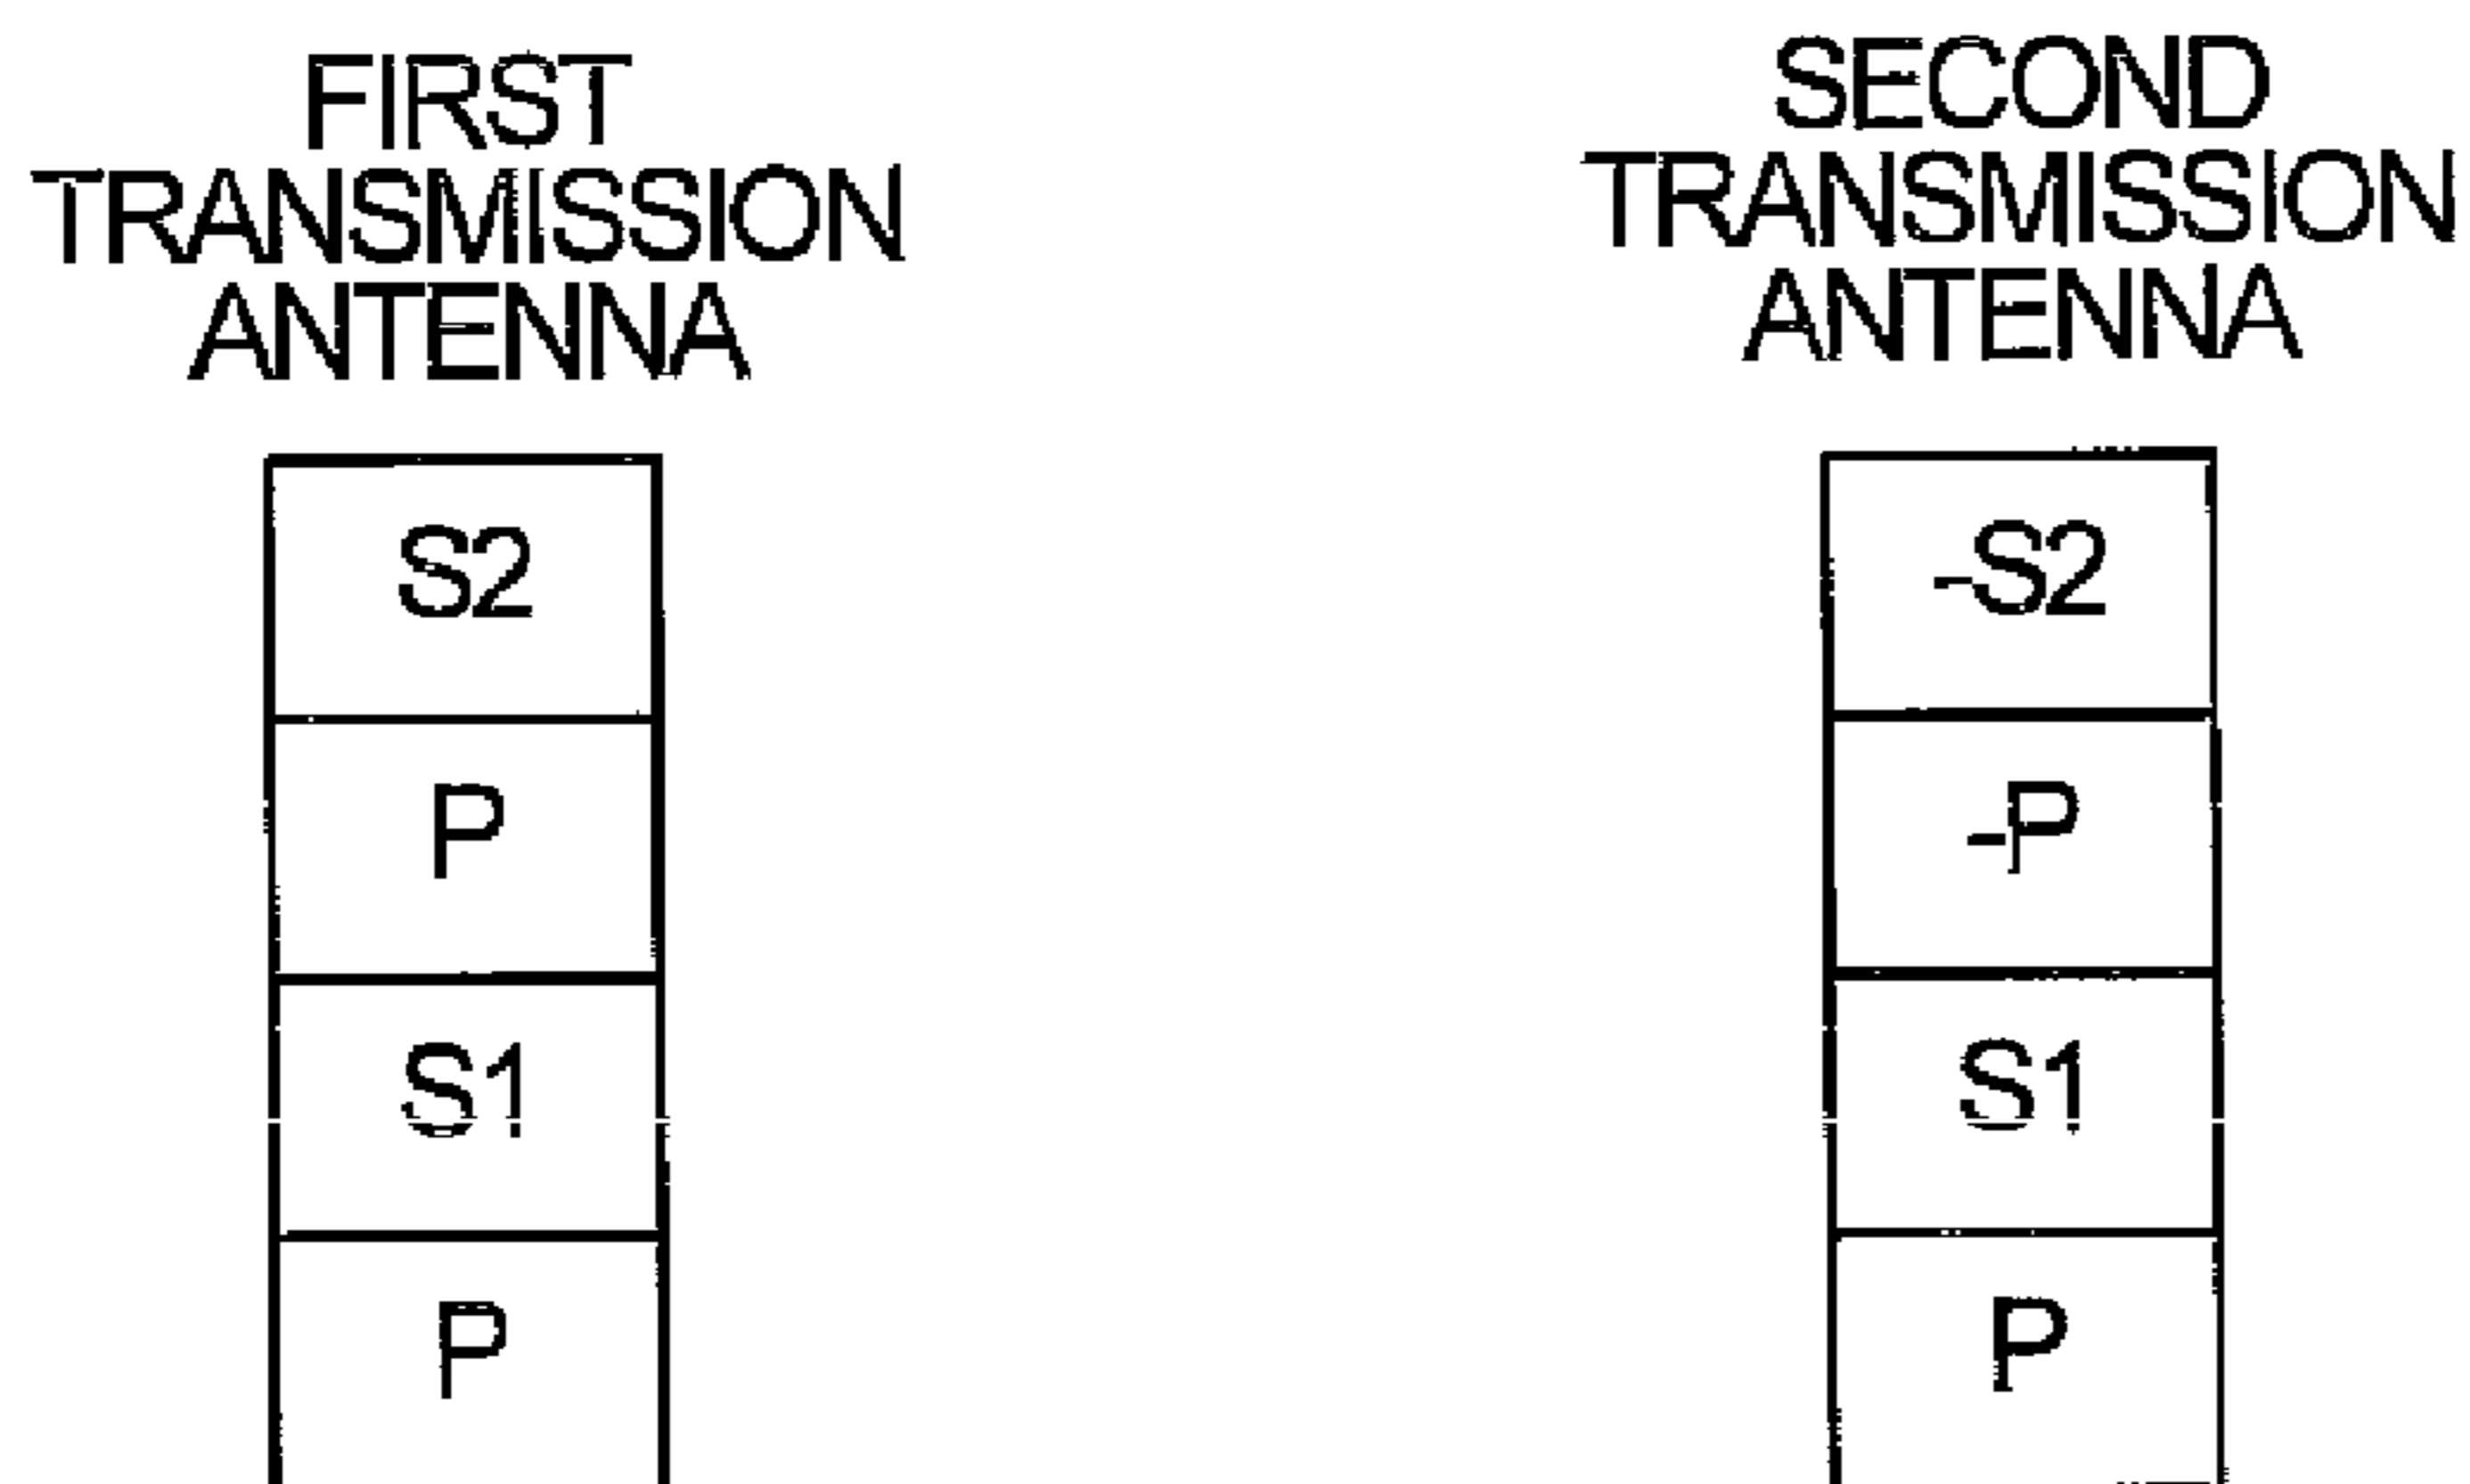 FIRST
TRANSMISSION
ANTENNA
S2
P
S1
P
SECOND
TRANSMISSION
ANTENNA
-S2
-P
S1
P